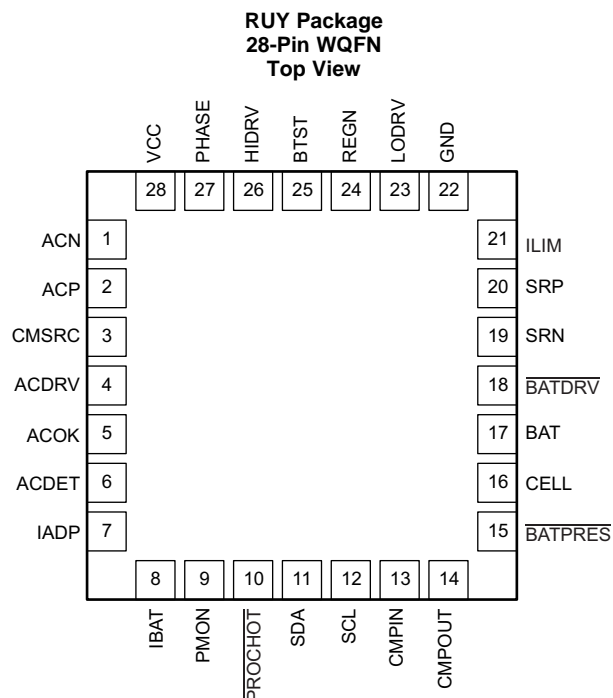 RUY Package
28-Pin WQFN
Top View
VCC
PHASE
HIDRV
BTST
REGN
LODRV
GND
28
27
26
25
24
23
22
ACN 1
ACP 2
CMSRC 3
ACDRV 4
ACOK 5
ACDET 6
IADP 7
21 ILIM
20 SRP
19 SRN
18 BATDRV
17 BAT
16 CELL
15 BATPRES
8
9
10
11
12
13
14
IBAT
PMON
PROCHOT
SDA
SCL
CMPIN
CMPOUT